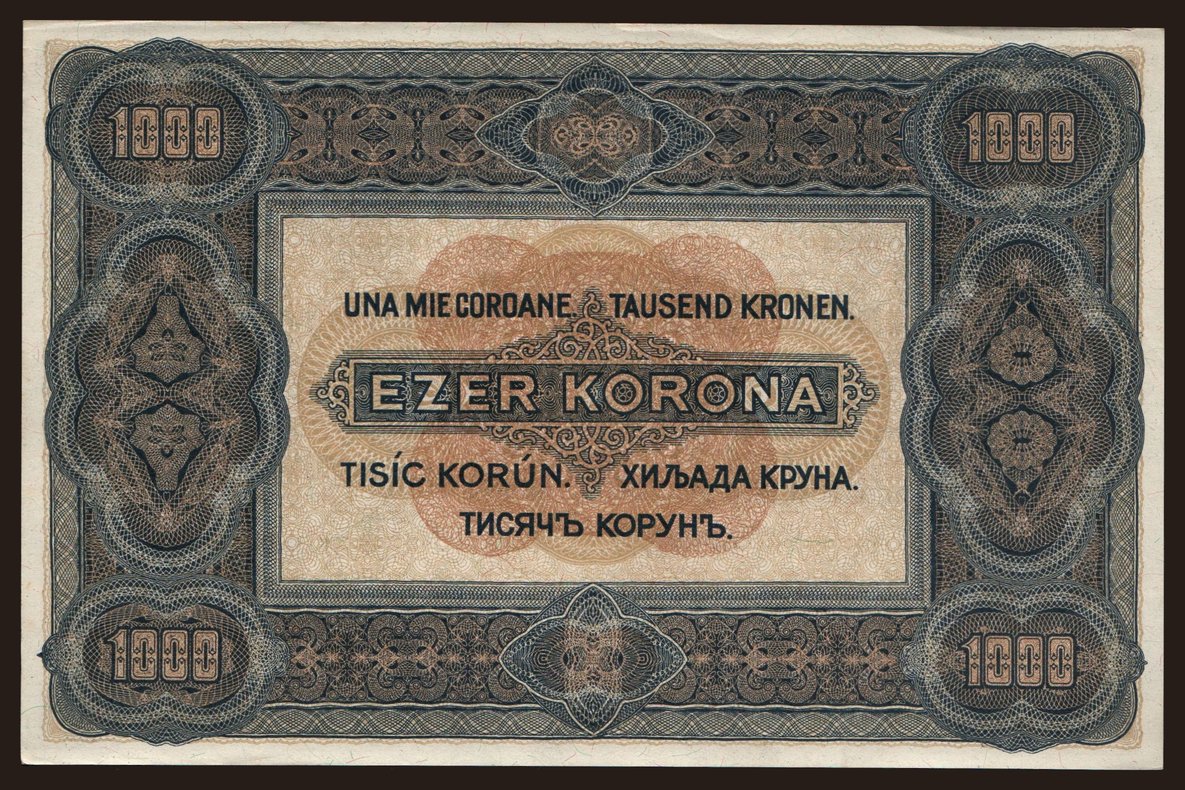 1000 1000
UNA MIE COROANE. TAUSEND KRONEN.
EZER KORONA
TISÍC KORÚN. ХИЉАДА КРУНА.
ТИСЯЧЪ КОРУНЪ.
1000 1000